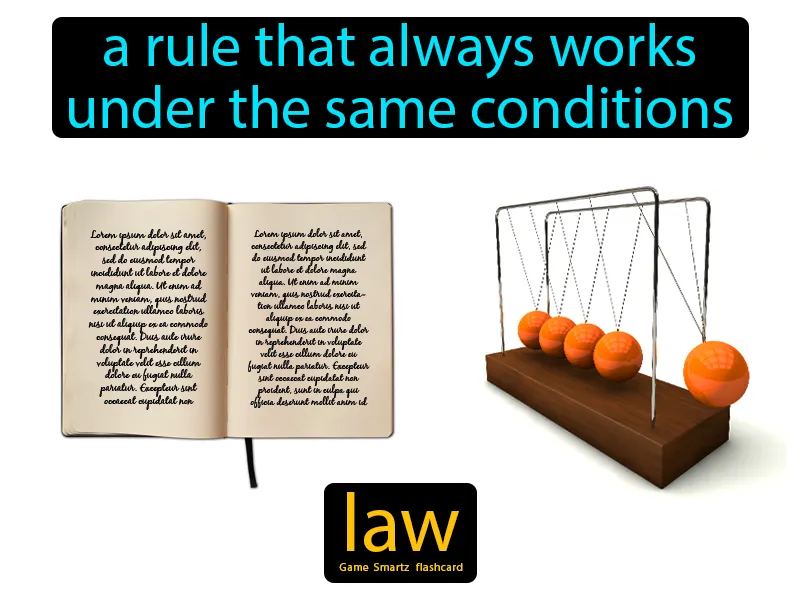 a rule that always works
under the same conditions
Lorem ipsum dolor sit amet,
consectetur adipiscing elit,
sed do eiusmod tempor
incididunt ut labore et dolore
magna aliqua. Ut enim ad
minim veniam, quis nostrud
exercitation ullamco laboris
nisi ut aliquip ex ea commodo
consequat. Duis aute irure
dolor in reprehenderit in
voluptate velit esse cillum
dolore eu fugiat nulla
pariatur. Excepteur sint
occaecat cupidatat non
Lorem ipsum dolor sit amet,
consectetur adipiscing elit, sed
do eiusmod tempor incididunt
ut labore et dolore magna
aliqua. Ut enim ad minim
veniam, quis nostrud exercita-
tion ullamco laboris nisi ut
aliquip ex ea commodo
consequat. Duis aute irure dolor
in reprehenderit in voluptate
velit esse cillum dolore eu
fugiat nulla pariatur. Excepteur
sint occaecat cupidatat non
proident, sunt in culpa qui
officia deserunt mollit anim id
law
Game Smartz flashcard